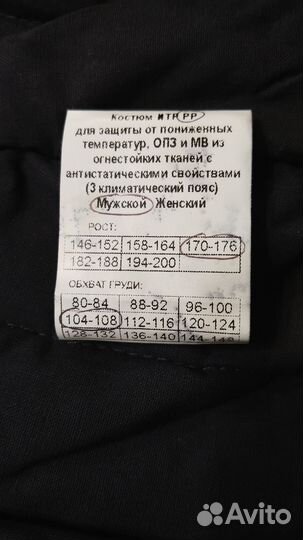 Костюм ИТР РР
для защиты от пониженных
температур, ОПЗ и МВ из
огнестойких тканей с
антистатическими свойствами
(3 климатический пояс)
Мужской Женский
РОСТ:
146-152 158-164 170-176
182-188 194-200
ОБХВАТ ГРУДИ:
80-84 88-92 96-100
104-108 112-116 120-124
128-132 136-140 144-148
Avito